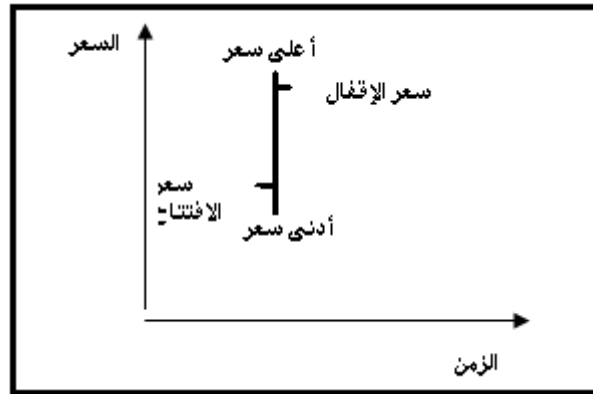 السعر
أعلى سعر
سعر الإقفال
سعر
الافتتاح
أدنى سعر
الزمن